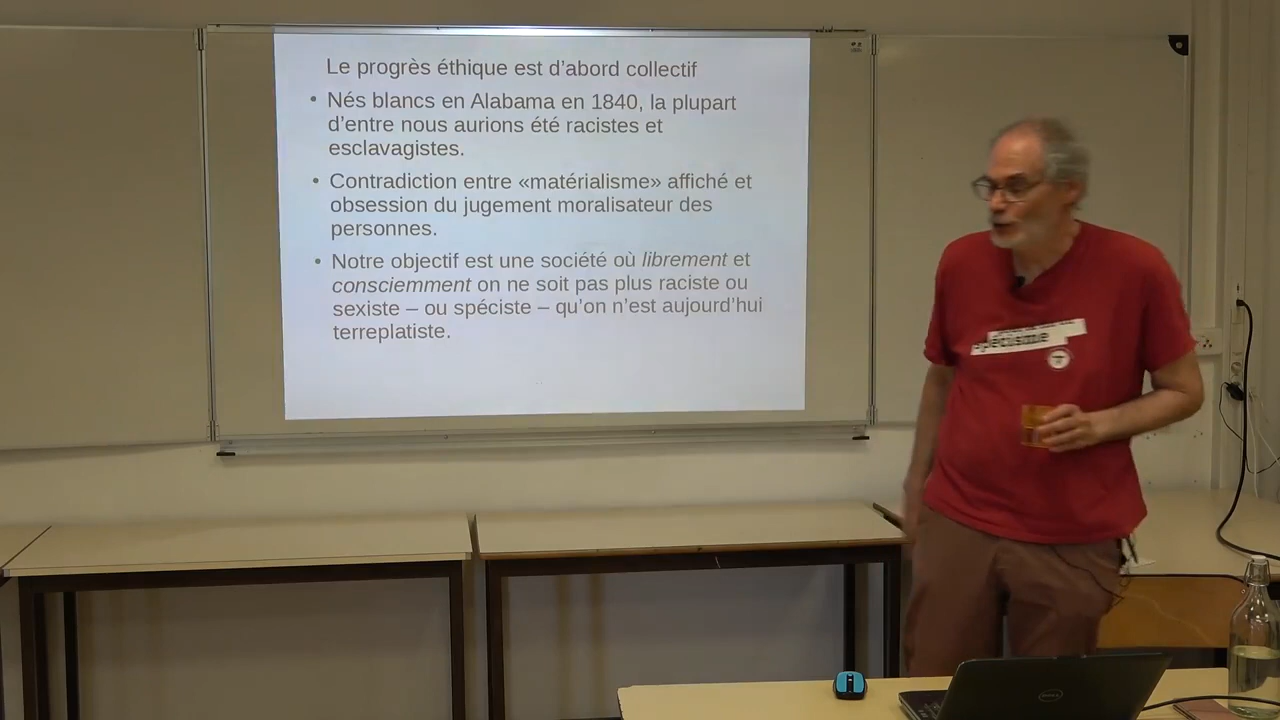 Le progrès éthique est d'abord collectif
• Nés blancs en Alabama en 1840, la plupart
d'entre nous aurions été racistes et
esclavagistes.
• Contradiction entre «matérialisme» affiché et
obsession du jugement moralisateur des
personnes.
• Notre objectif est une société où librement et
consciemment on ne soit pas plus raciste ou
sexiste – ou spéciste – qu'on n'est aujourd'hui
terreplatiste.
DELL